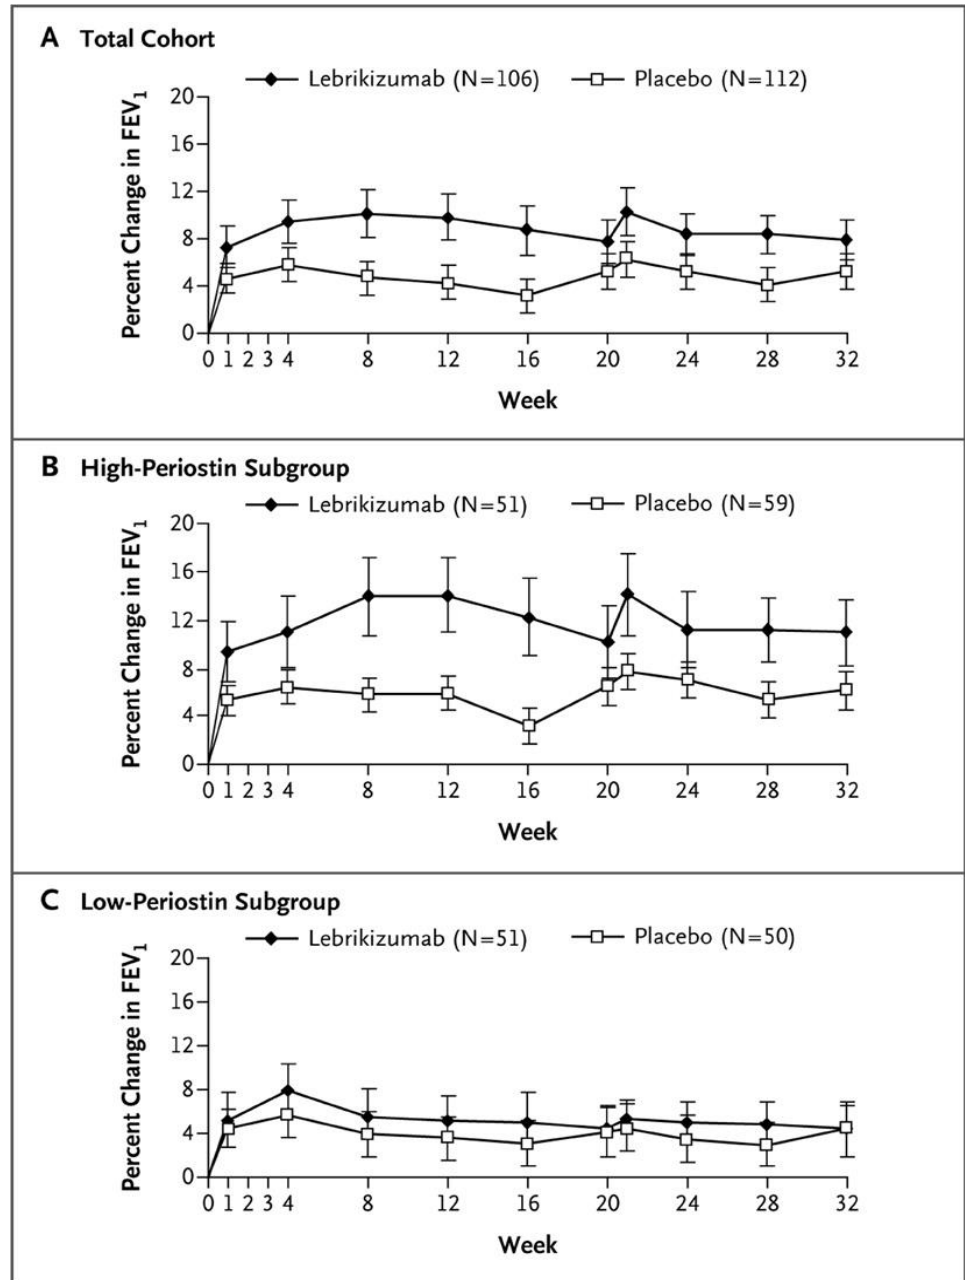 A Total Cohort
Lebrikizumab (N=106) Placebo (N=112)
Percent Change in FEV1
20
16
12
8
4
0
0 1 2 3 4 8 12 16 20 24 28 32
Week
B High-Periostin Subgroup
Lebrikizumab (N=51) Placebo (N=59)
Percent Change in FEV1
20
16
12
8
4
0
0 1 2 3 4 8 12 16 20 24 28 32
Week
C Low-Periostin Subgroup
Lebrikizumab (N=51) Placebo (N=50)
Percent Change in FEV1
20
16
12
8
4
0
0 1 2 3 4 8 12 16 20 24 28 32
Week